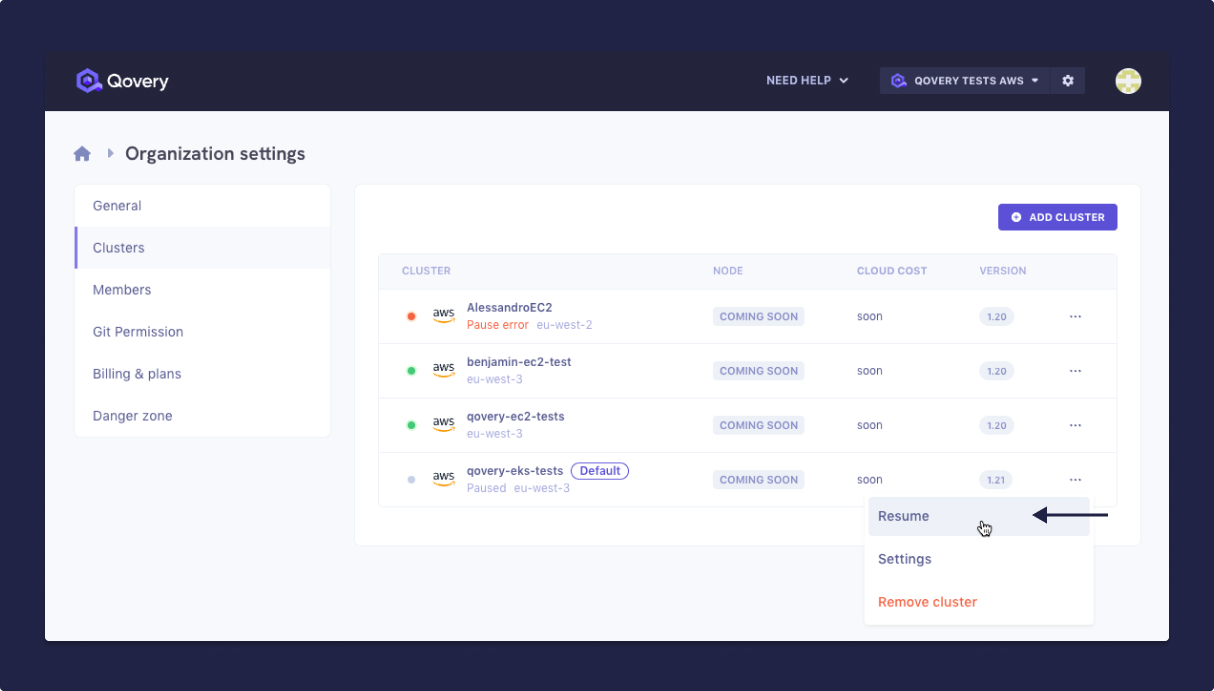 Qovery
NEED HELP
QOVERY TESTS AWS
Organization settings
General
Clusters
Members
Git Permission
Billing & plans
Danger zone
ADD CLUSTER
CLUSTER NODE CLOUD COST VERSION
aws AlessandroEC2 COMING SOON soon 1.20 ...
Pause error eu-west-2
aws benjamin-ec2-test COMING SOON soon 1.20 ...
eu-west-3
aws qovery-ec2-tests COMING SOON soon 1.20 ...
eu-west-3
aws qovery-eks-tests Default COMING SOON soon 1.21 ...
Paused eu-west-3
Resume
Settings
Remove cluster